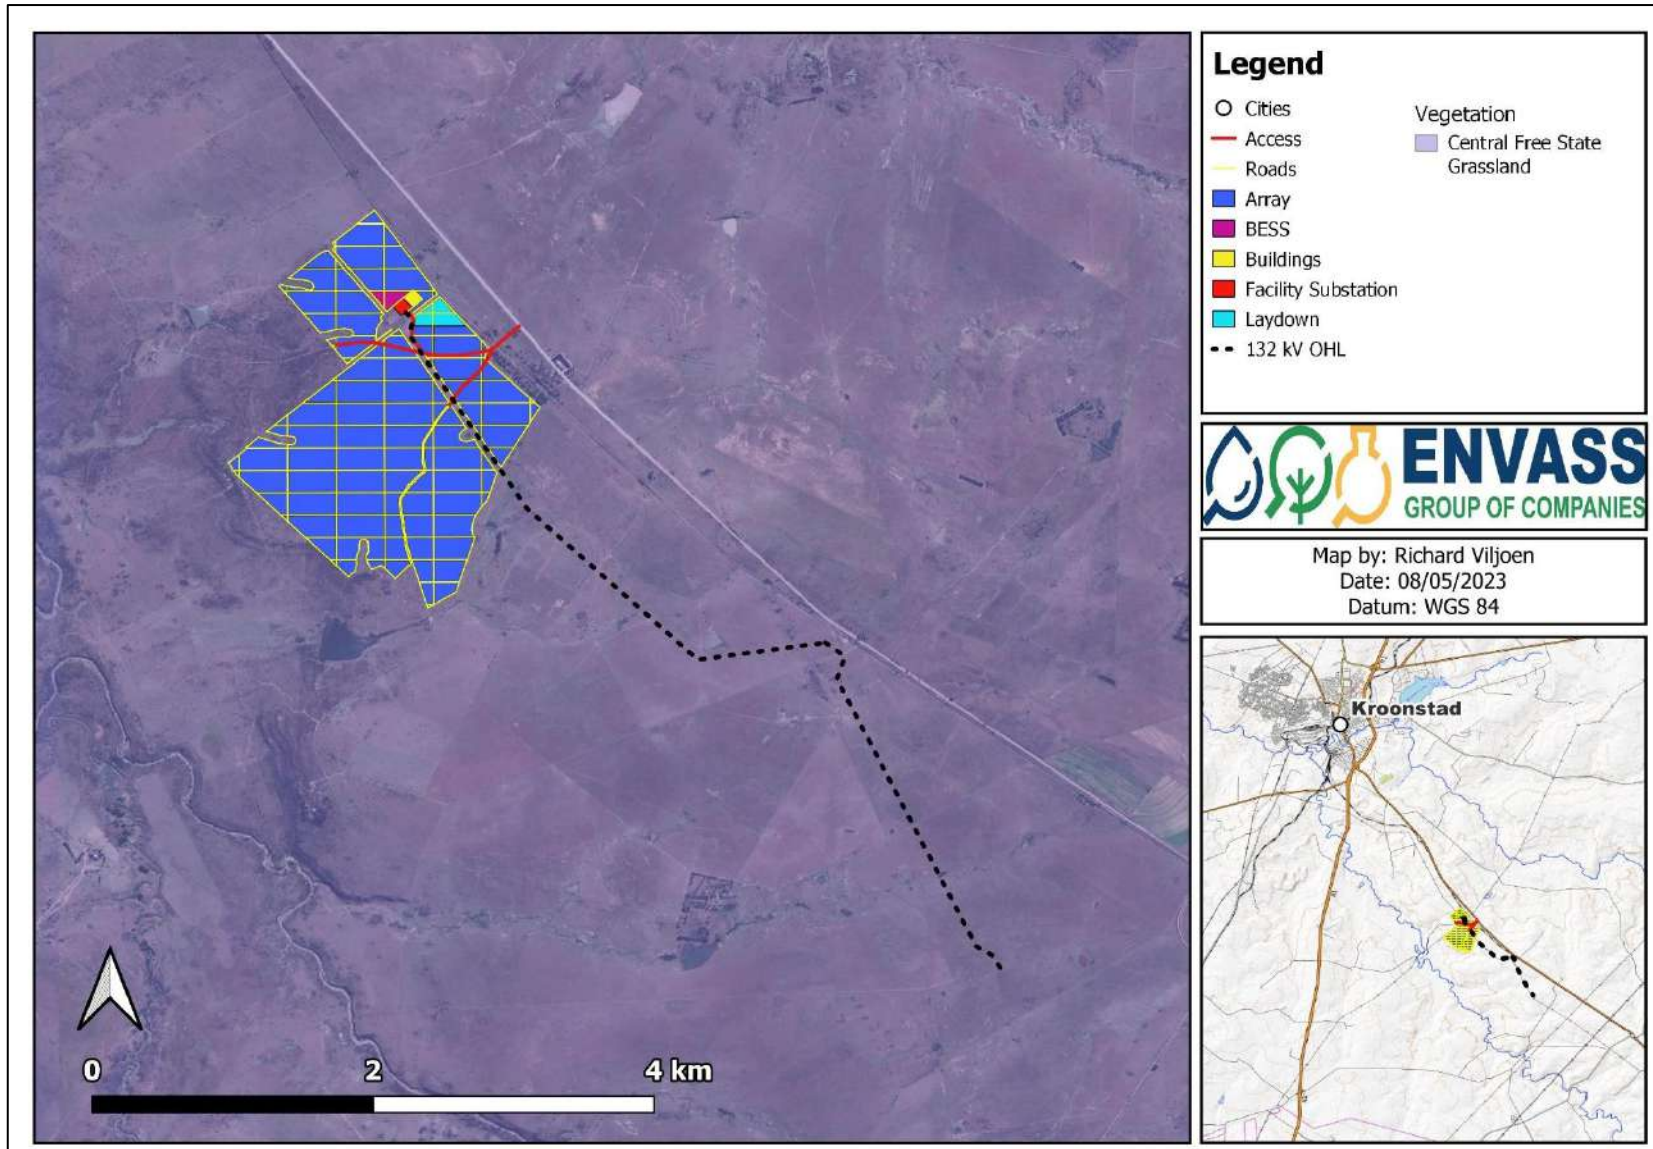 Legend
Cities
Access
Roads
Array
BESS
Buildings
Facility Substation
Laydown
132 kV OHL
Vegetation
Central Free State
Grassland
ENVASS
GROUP OF COMPANIES
Map by: Richard Viljoen
Date: 08/05/2023
Datum: WGS 84
Kroonstad
0
2
4 km